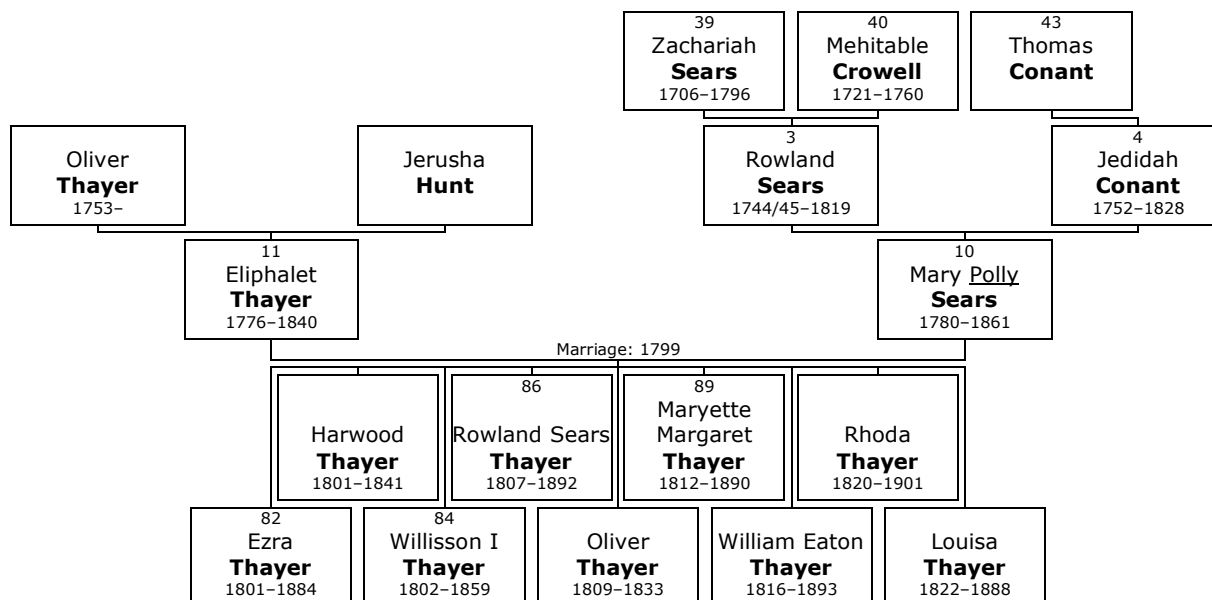 39
Zachariah
Sears
1706–1796
40
Mehitable
Crowell
1721–1760
43
Thomas
Conant
Oliver
Thayer
1753–
Jerusha
Hunt
3
Rowland
Sears
1744/45–1819
4
Jedidah
Conant
1752–1828
11
Eliphalet
Thayer
1776–1840
10
Mary Polly
Sears
1780–1861
Marriage: 1799
Harwood
Thayer
1801–1841
86
Rowland Sears
Thayer
1807–1892
89
Maryette
Margaret
Thayer
1812–1890
Rhoda
Thayer
1820–1901
82
Ezra
Thayer
1801–1884
84
Willisson I
Thayer
1802–1859
Oliver
Thayer
1809–1833
William Eaton
Thayer
1816–1893
Louisa
Thayer
1822–1888